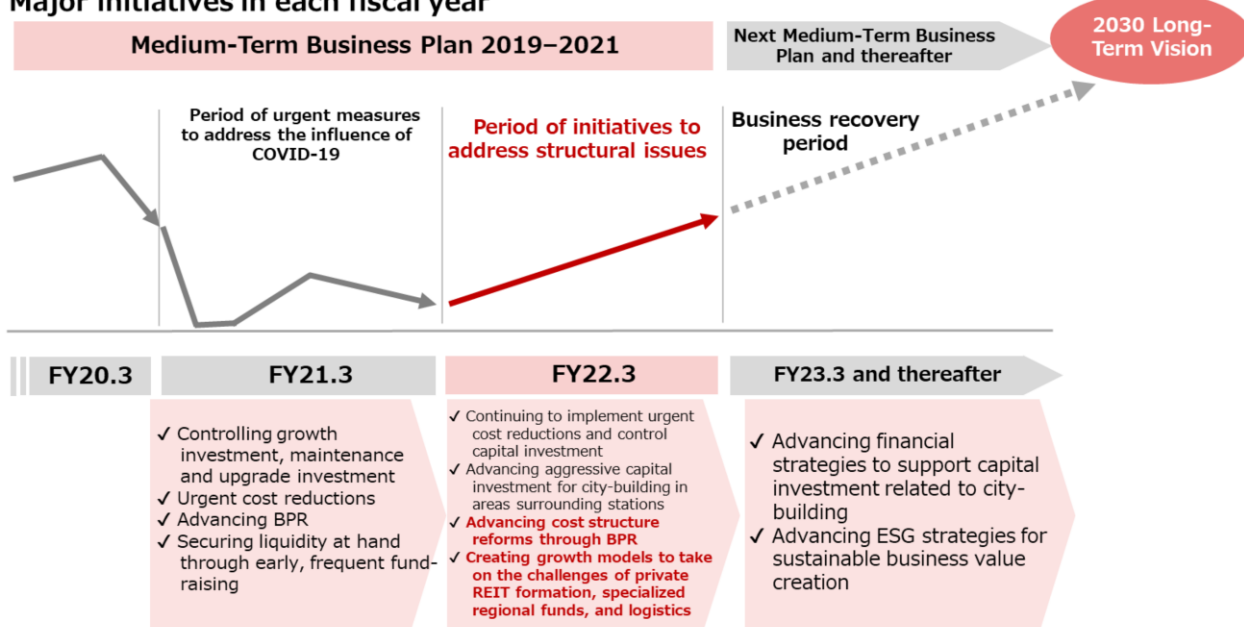 Major initiatives in each fiscal year
Medium-Term Business Plan 2019–2021
Next Medium-Term Business
Plan and thereafter
2030 Long-
Term Vision
Period of urgent measures
to address the influence of
COVID-19
Period of initiatives to
address structural issues
Business recovery
period
FY20.3
FY21.3
FY22.3
FY23.3 and thereafter
✓ Controlling growth
investment, maintenance
and upgrade investment
✓ Urgent cost reductions
✓ Advancing BPR
✓ Securing liquidity at hand
through early, frequent fund-
raising
✓ Continuing to implement urgent
cost reductions and control
capital investment
✓ Advancing aggressive capital
investment for city-building in
areas surrounding stations
✓ Advancing cost structure
reforms through BPR
✓ Creating growth models to take
on the challenges of private
REIT formation, specialized
regional funds, and logistics
✓ Advancing financial
strategies to support capital
investment related to city-
building
✓ Advancing ESG strategies for
sustainable business value
creation